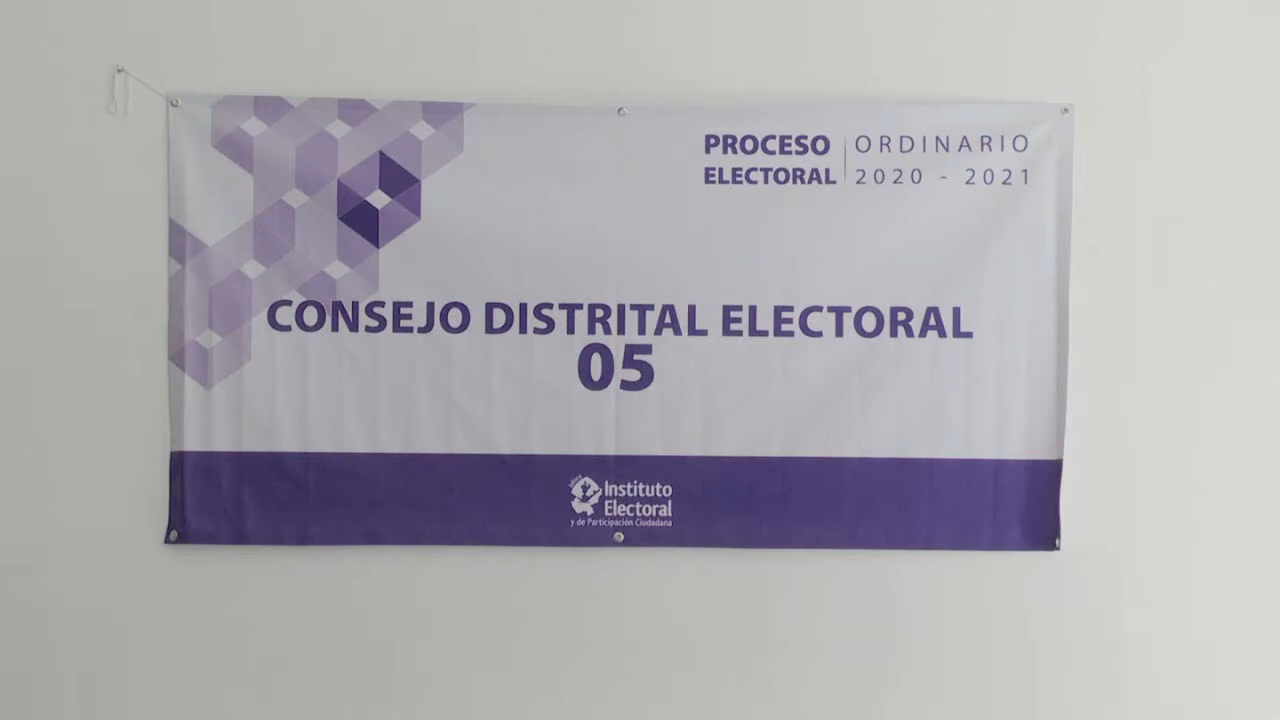 PROCESO ELECTORAL
ORDINARIO 2020 - 2021
CONSEJO DISTRITAL ELECTORAL
05
Instituto
Electoral
y de Participación Ciudadana